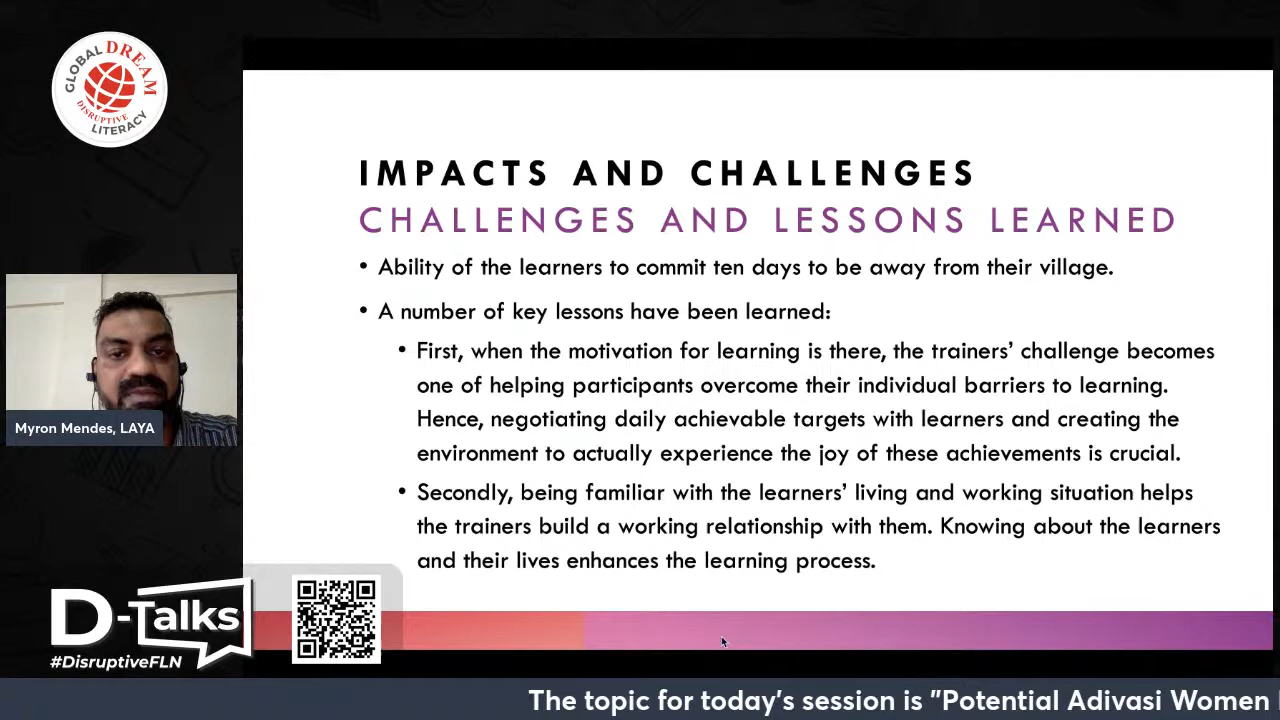 GLOBAL DREAM
DISRUPTIVE
LITERACY
IMPACTS AND CHALLENGES
CHALLENGES AND LESSONS LEARNED
• Ability of the learners to commit ten days to be away from their village.
• A number of key lessons have been learned:
• First, when the motivation for learning is there, the trainers’ challenge becomes
one of helping participants overcome their individual barriers to learning.
Hence, negotiating daily achievable targets with learners and creating the
environment to actually experience the joy of these achievements is crucial.
• Secondly, being familiar with the learners’ living and working situation helps
the trainers build a working relationship with them. Knowing about the learners
and their lives enhances the learning process.
Myron Mendes, LAYA
D-Talks
#DisruptiveFLN
The topic for today's session is "Potential Adivasi Women